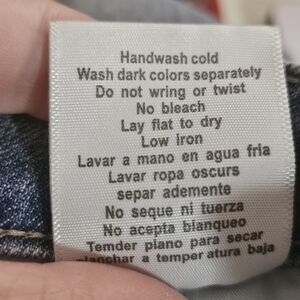 Handwash cold
Wash dark colors separately
Do not wring or twist
No bleach
Lay flat to dry
Low iron
Lavar a mano en agua fria
Lavar ropa oscurs
separ ademente
No seque ni tuerza
No acepta blanqueo
Temder piano para secar
planchar a temper atura baja